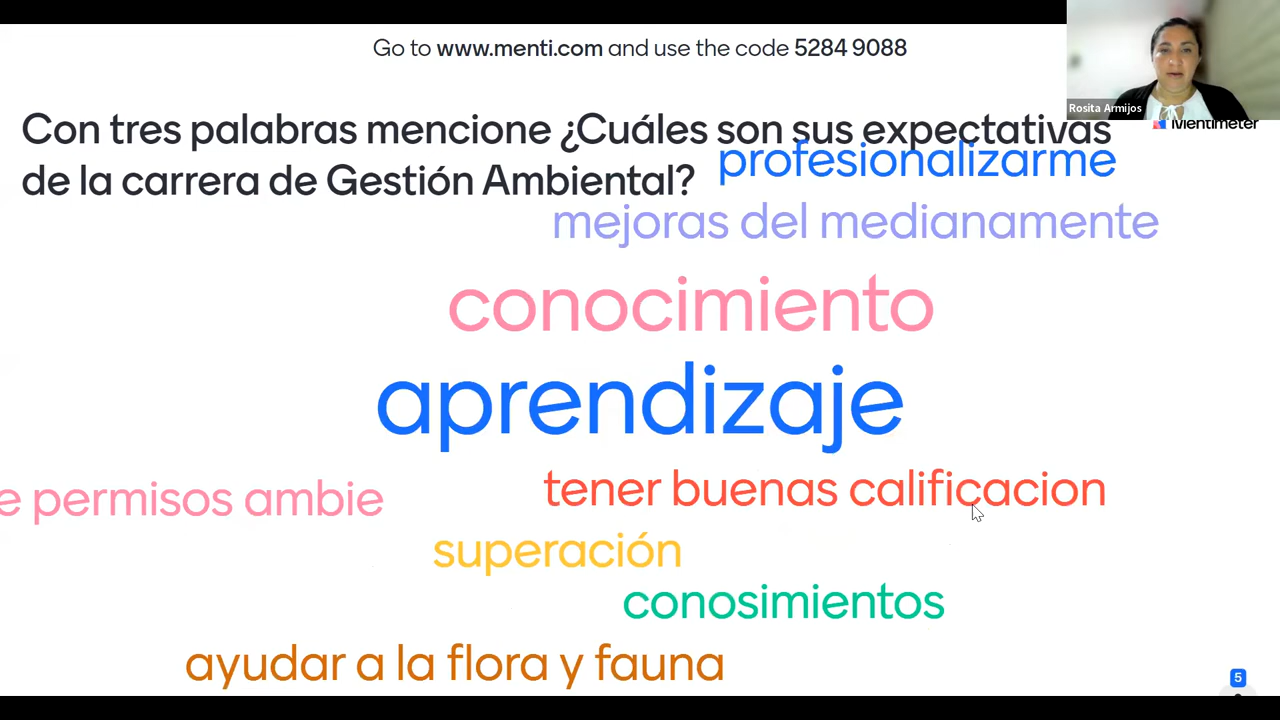 Go to www.menti.com and use the code 5284 9088
Rosita Armijos
Mentimeter
Con tres palabras mencione ¿Cuáles son sus expectativas
de la carrera de Gestión Ambiental?
profesionalizarme
mejoras del medianamente
conocimiento
aprendizaje
e permisos ambie
tener buenas calificacion
superación
conosimientos
ayudar a la flora y fauna
5